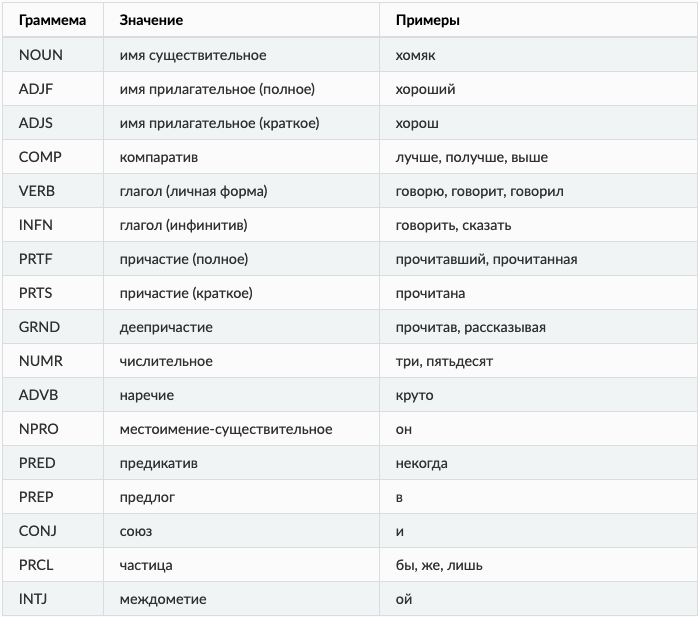 Граммема Значение Примеры
NOUN имя существительное хомяк
ADJF имя прилагательное (полное) хороший
ADJS имя прилагательное (краткое) хорош
COMP компаратив лучше, получше, выше
VERB глагол (личная форма) говорю, говорит, говорил
INFN глагол (инфинитив) говорить, сказать
PRTF причастие (полное) прочитавший, прочитанная
PRTS причастие (краткое) прочитана
GRND деепричастие прочитав, рассказывая
NUMR числительное три, пятьдесят
ADVB наречие круто
NPRO местоимение-существительное он
PRED предикатив некогда
PREP предлог в
CONJ союз и
PRCL частица бы, же, лишь
INTJ междометие ой